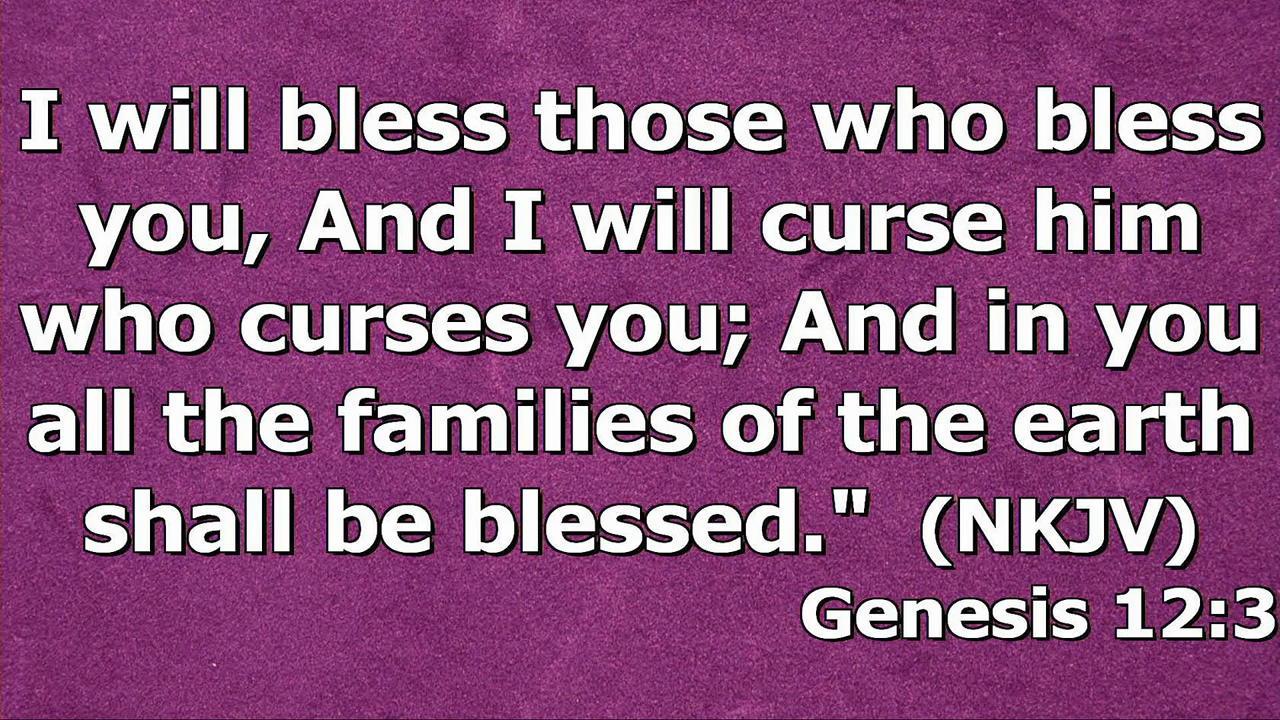 I will bless those who bless
you, And I will curse him
who curses you; And in you
all the families of the earth
shall be blessed." (NKJV)
Genesis 12:3